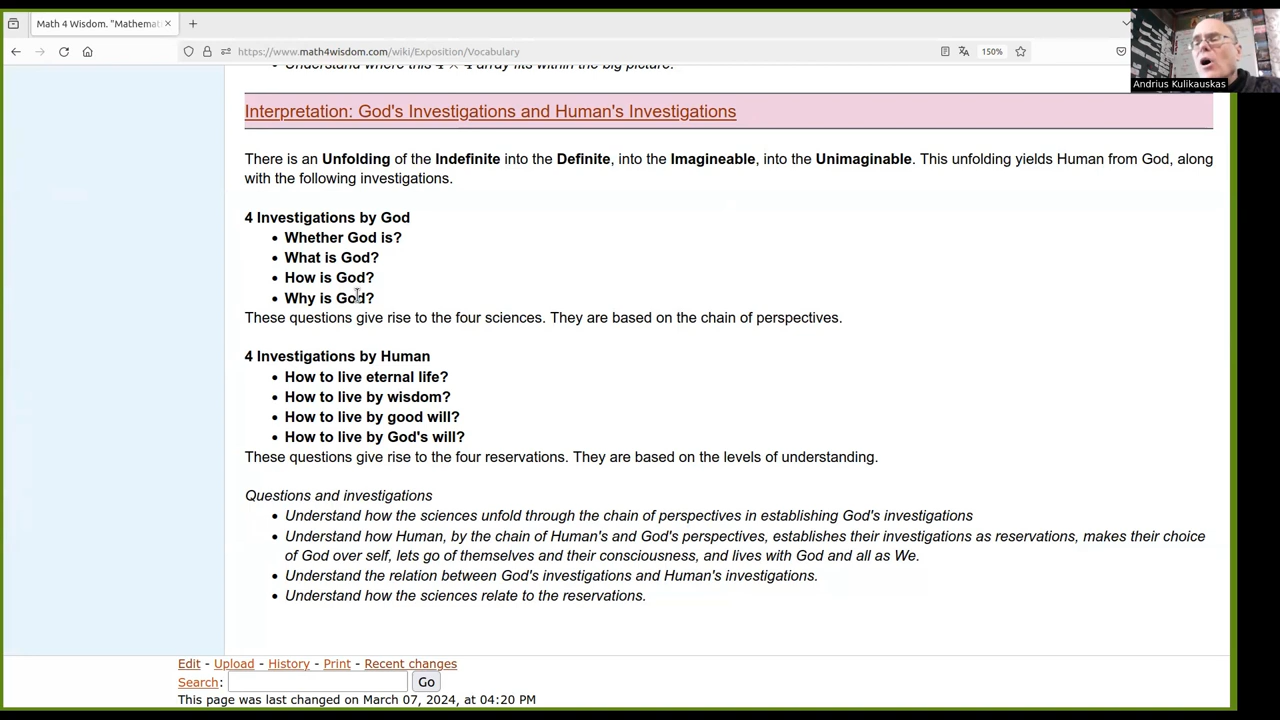 Math 4 Wisdom. "Mathemat
https://www.math4wisdom.com/wiki/Exposition/Vocabulary
150%
Andrius Kulikauskas
Understand where this 4 × 4 array fits within the big picture.
Interpretation: God's Investigations and Human's Investigations
There is an Unfolding of the Indefinite into the Definite, into the Imagineable, into the Unimaginable. This unfolding yields Human from God, along
with the following investigations.
4 Investigations by God
Whether God is?
What is God?
How is God?
Why is God?
These questions give rise to the four sciences. They are based on the chain of perspectives.
4 Investigations by Human
How to live eternal life?
How to live by wisdom?
How to live by good will?
How to live by God's will?
These questions give rise to the four reservations. They are based on the levels of understanding.
Questions and investigations
Understand how the sciences unfold through the chain of perspectives in establishing God's investigations
Understand how Human, by the chain of Human's and God's perspectives, establishes their investigations as reservations, makes their choice
of God over self, lets go of themselves and their consciousness, and lives with God and all as We.
Understand the relation between God's investigations and Human's investigations.
Understand how the sciences relate to the reservations.
Edit - Upload - History - Print - Recent changes
Search: Go
This page was last changed on March 07, 2024, at 04:20 PM